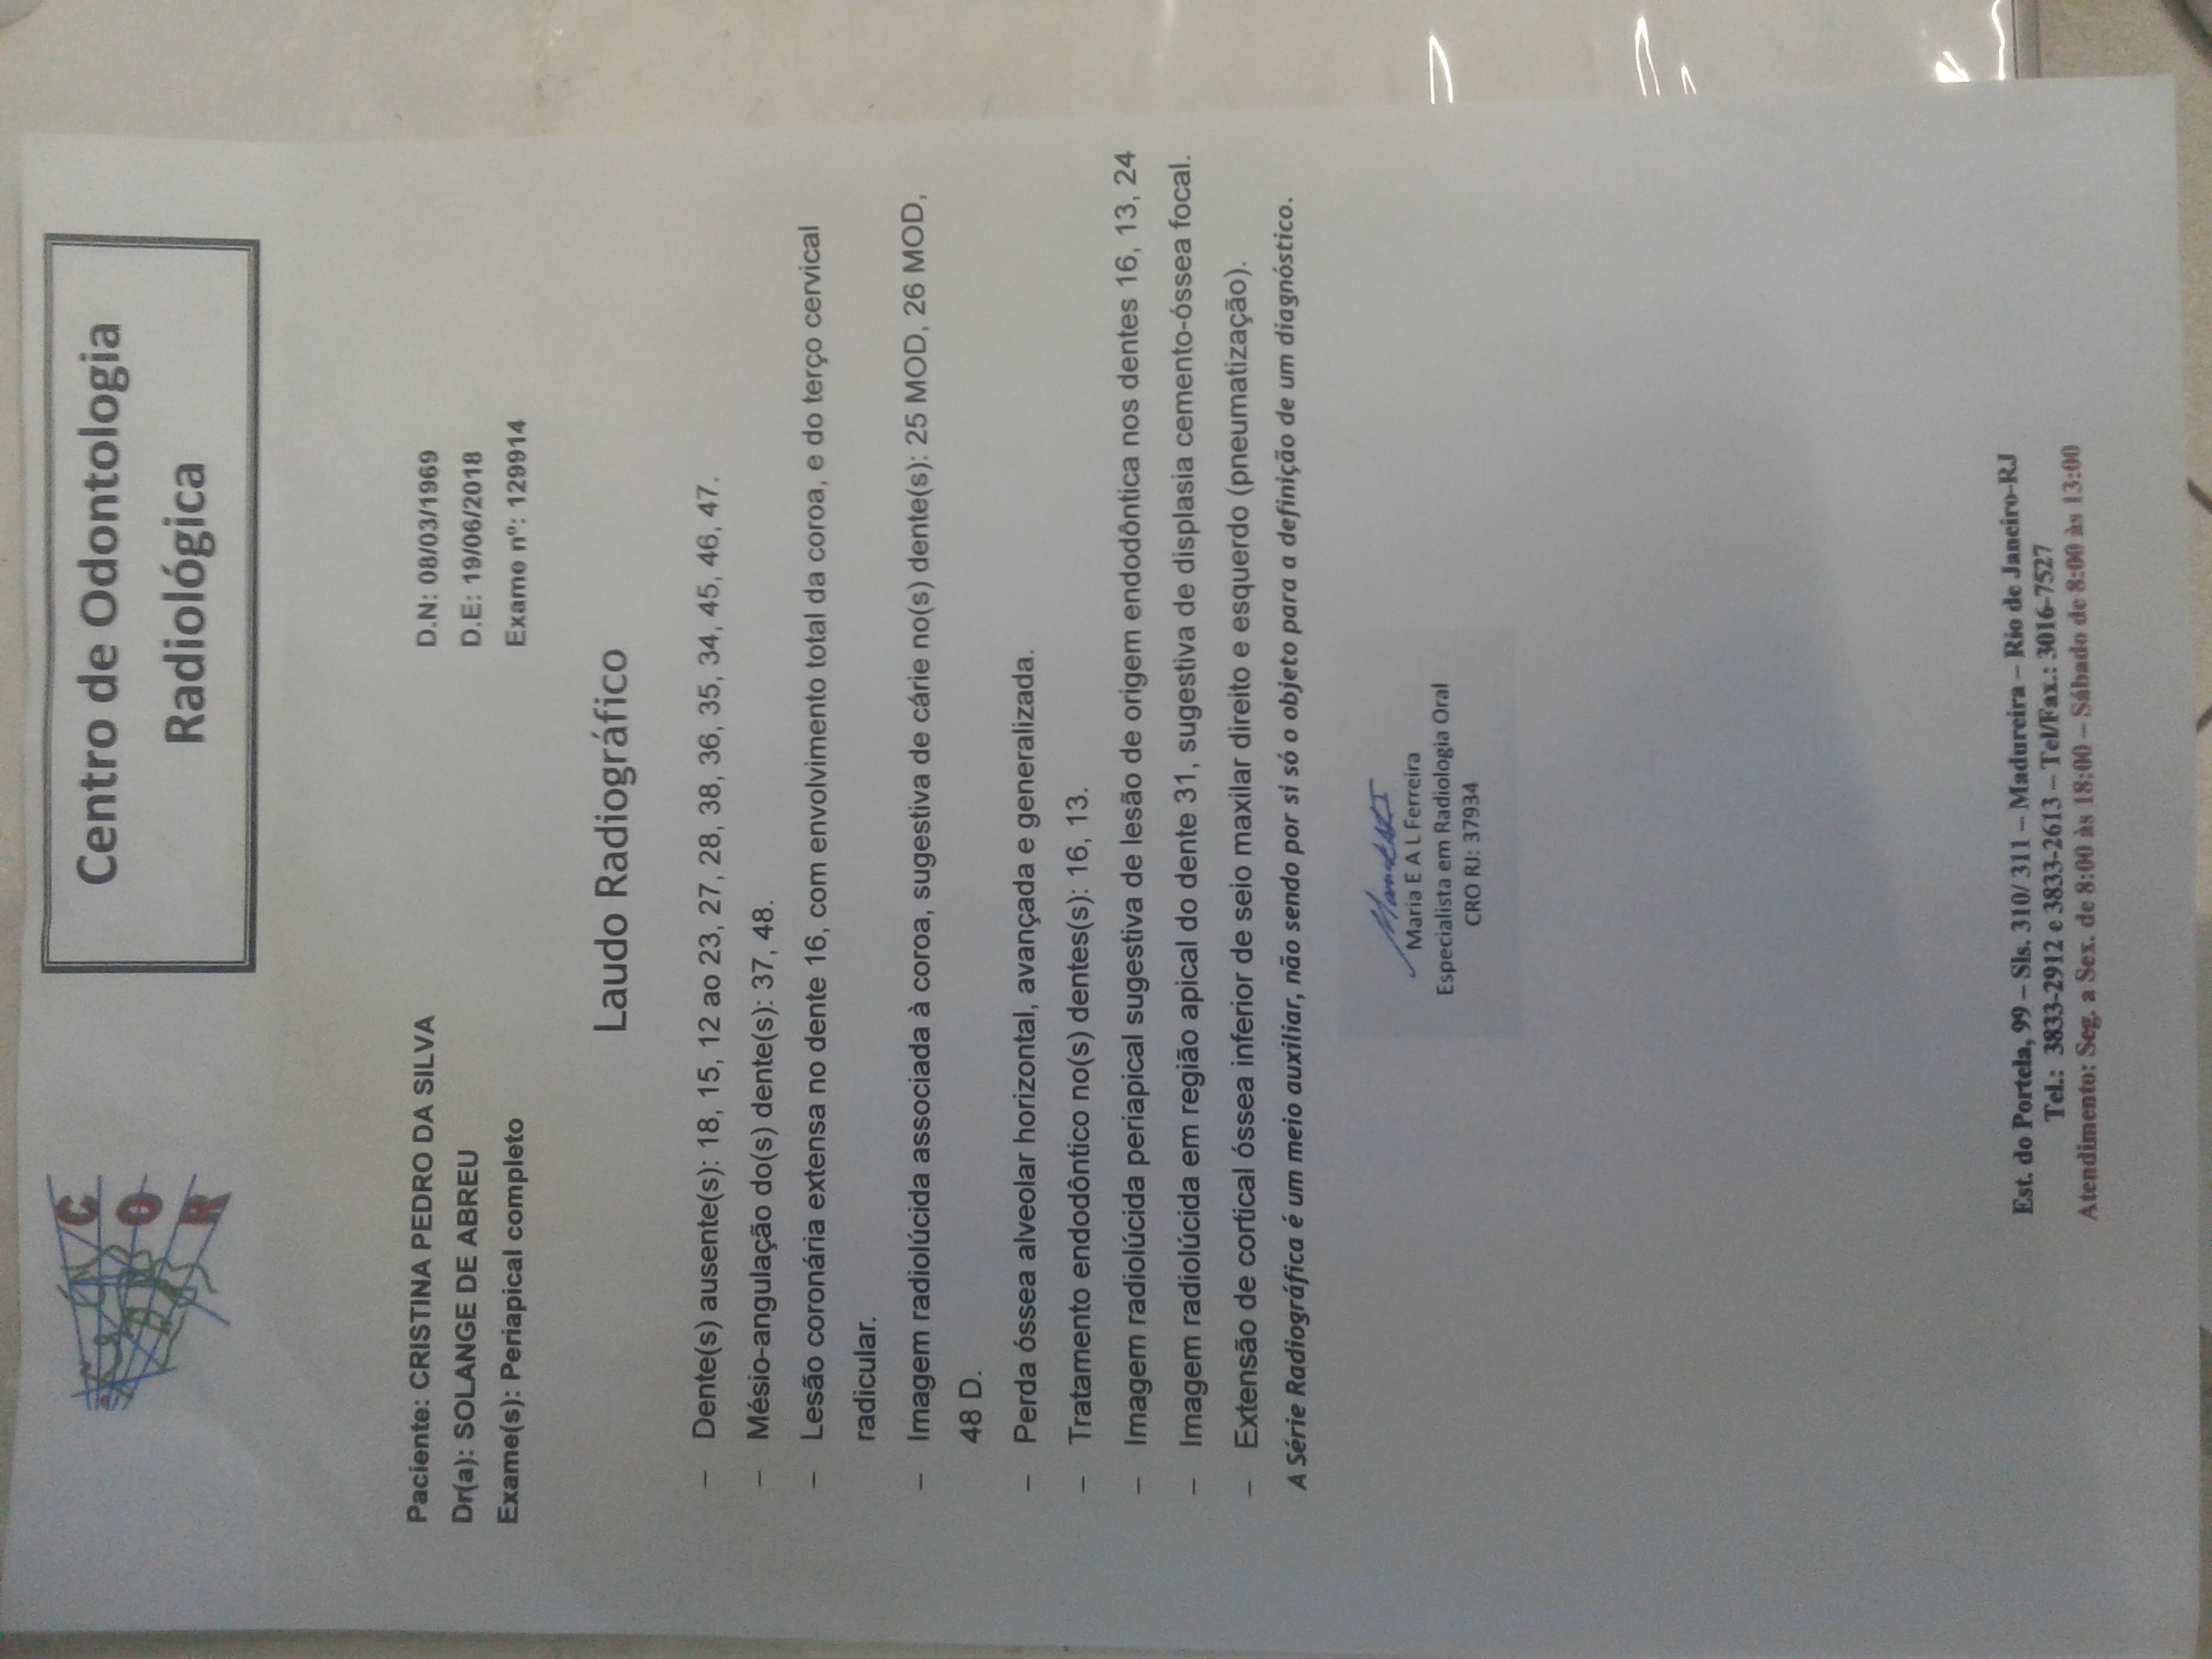 C
O
R
Centro de Odontologia
Radiológica
Paciente: CRISTINA PEDRO DA SILVA
D.N: 08/03/1969
Dr(a): SOLANGE DE ABREU
D.E: 19/06/2018
Exame(s): Periapical completo
Exame nº: 129914
Laudo Radiográfico
– Dente(s) ausente(s): 18, 15, 12 ao 23, 27, 28, 38, 36, 35, 34, 45, 46, 47.
– Mésio-angulação do(s) dente(s): 37, 48.
– Lesão coronária extensa no dente 16, com envolvimento total da coroa, e do terço cervical
radicular.
– Imagem radiolúcida associada à coroa, sugestiva de cárie no(s) dente(s): 25 MOD, 26 MOD,
48 D.
– Perda óssea alveolar horizontal, avançada e generalizada.
– Tratamento endodôntico no(s) dentes(s): 16, 13.
– Imagem radiolúcida periapical sugestiva de lesão de origem endodôntica nos dentes 16, 13, 24
– Imagem radiolúcida em região apical do dente 31, sugestiva de displasia cemento-óssea focal.
– Extensão de cortical óssea inferior de seio maxilar direito e esquerdo (pneumatização).
A Série Radiográfica é um meio auxiliar, não sendo por si só o objeto para a definição de um diagnóstico.
Maria E A L Ferreira
Especialista em Radiologia Oral
CRO RJ: 37934
Est. do Portela, 99 – Sls. 310/ 311 – Madureira – Rio de Janeiro-RJ
Tel.: 3833-2912 e 3833-2613 – Tel/Fax.: 3016-7527
Atendimento: Seg. a Sex. de 8:00 às 18:00 – Sábado de 8:00 às 13:00